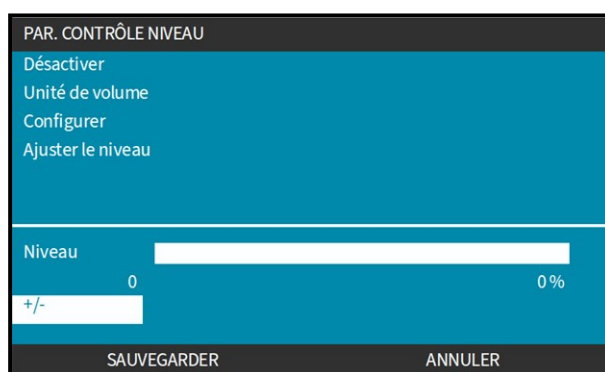 PAR. CONTRÔLE NIVEAU
Désactiver
Unité de volume
Configurer
Ajuster le niveau
Niveau
0 0 %
+/-
SAUVEGARDER ANNULER